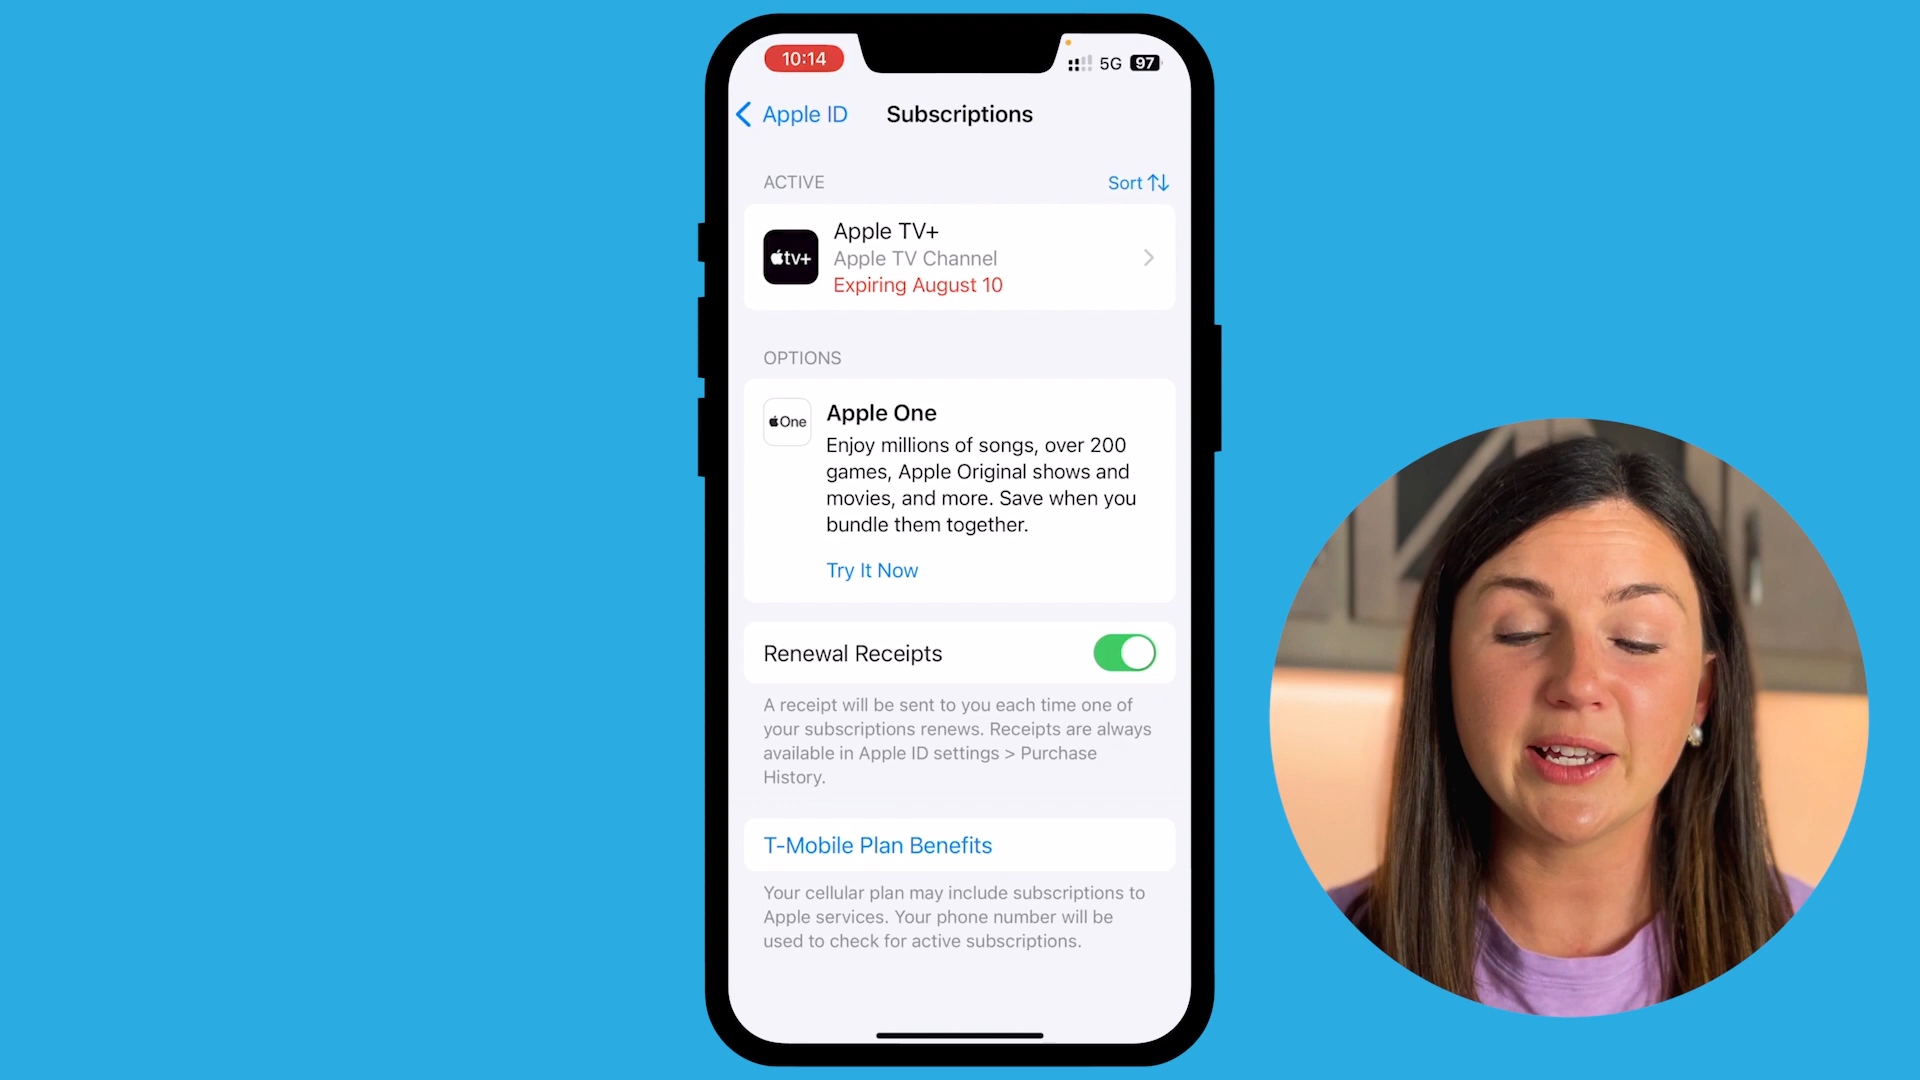 10:14
5G 97
Apple ID
Subscriptions
ACTIVE
Sort
tv+
Apple TV+
Apple TV Channel
Expiring August 10
OPTIONS
One
Apple One
Enjoy millions of songs, over 200
games, Apple Original shows and
movies, and more. Save when you
bundle them together.
Try It Now
Renewal Receipts
A receipt will be sent to you each time one of
your subscriptions renews. Receipts are always
available in Apple ID settings > Purchase
History.
T-Mobile Plan Benefits
Your cellular plan may include subscriptions to
Apple services. Your phone number will be
used to check for active subscriptions.